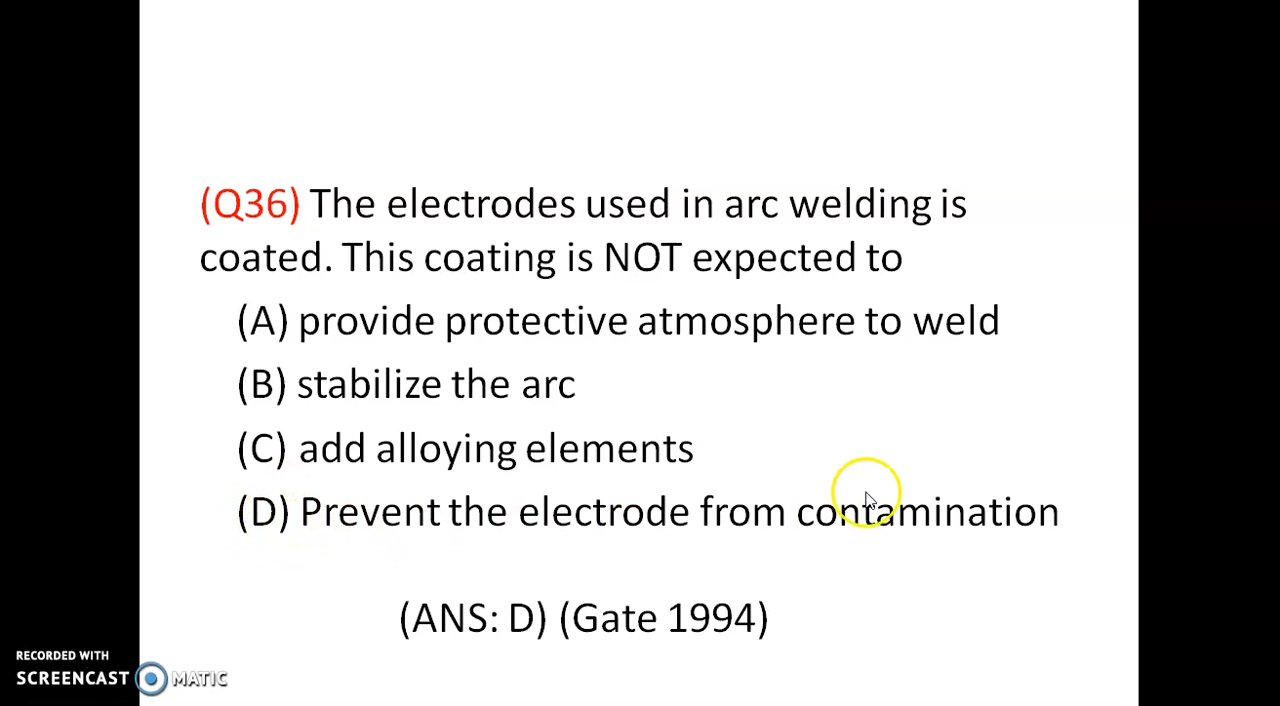 (Q36) The electrodes used in arc welding is
coated. This coating is NOT expected to
(A) provide protective atmosphere to weld
(B) stabilize the arc
(C) add alloying elements
(D) Prevent the electrode from contamination
(ANS: D) (Gate 1994)
RECORDED WITH
SCREENCAST MATIC